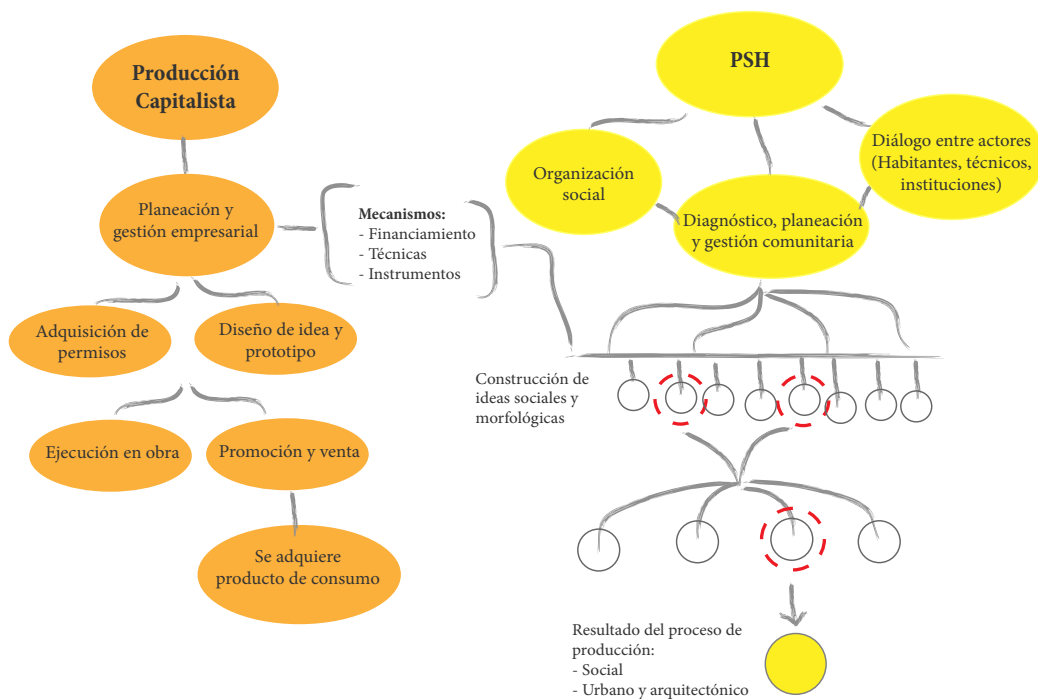 Producción
Capitalista
Planeación y
gestión empresarial
Mecanismos:
- Financiamiento
- Técnicas
- Instrumentos
Adquisición de
permisos
Diseño de idea y
prototipo
Ejecución en obra
Promoción y venta
Se adquiere
producto de consumo
PSH
Organización
social
Diálogo entre actores
(Habitantes, técnicos,
instituciones)
Diagnóstico, planeación
y gestión comunitaria
Construcción de
ideas sociales y
morfológicas
Resultado del proceso de
producción:
- Social
- Urbano y arquitectónico